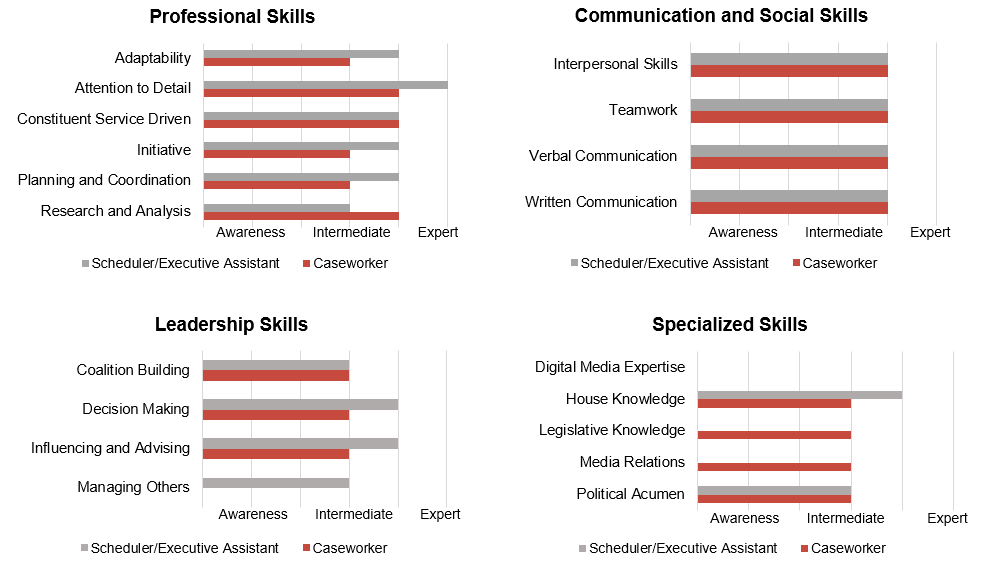 Professional Skills
Adaptability
Attention to Detail
Constituent Service Driven
Initiative
Planning and Coordination
Research and Analysis
Awareness Intermediate Expert
Scheduler/Executive Assistant Caseworker
Communication and Social Skills
Interpersonal Skills
Teamwork
Verbal Communication
Written Communication
Awareness Intermediate Expert
Scheduler/Executive Assistant Caseworker
Leadership Skills
Coalition Building
Decision Making
Influencing and Advising
Managing Others
Awareness Intermediate Expert
Scheduler/Executive Assistant Caseworker
Specialized Skills
Digital Media Expertise
House Knowledge
Legislative Knowledge
Media Relations
Political Acumen
Awareness Intermediate Expert
Scheduler/Executive Assistant Caseworker